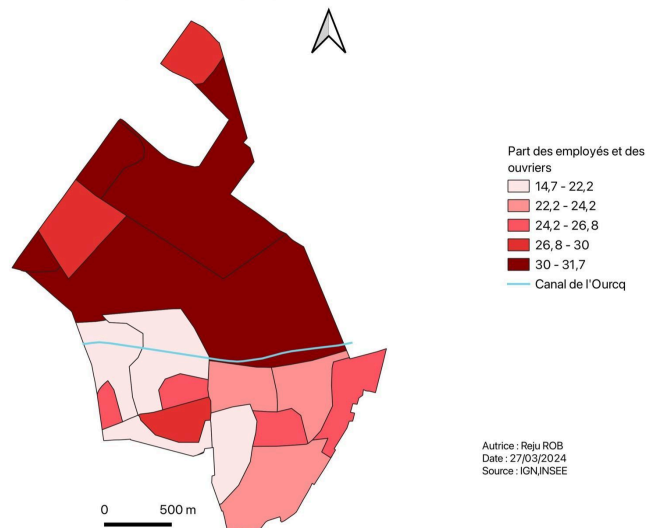 Part des employés et des
ouvriers
14,7 - 22,2
22,2 - 24,2
24,2 - 26,8
26,8 - 30
30 - 31,7
Canal de l'Ourcq
Autrice : Reju ROB
Date : 27/03/2024
Source : IGN,INSEE
0 500 m